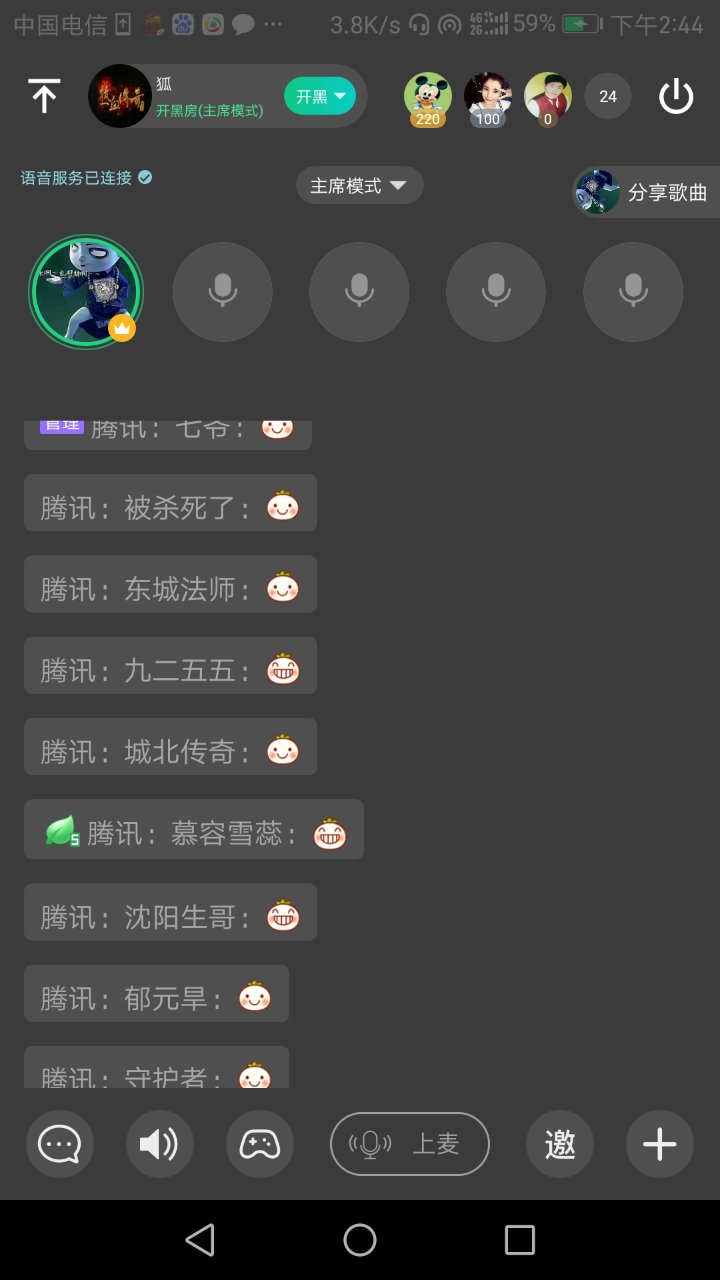 中国电信 3.8K/s 4G 2G 59% 下午2:44
狐
开黑房(主席模式)
开黑
220
100
0
24
语音服务已连接
主席模式
分享歌曲
管理 腾讯：七爷：
腾讯：被杀死了：
腾讯：东城法师：
腾讯：九二五五：
腾讯：城北传奇：
5 腾讯：慕容雪蕊：
腾讯：沈阳生哥：
腾讯：郁元旱：
腾讯：守护者：
上麦
邀